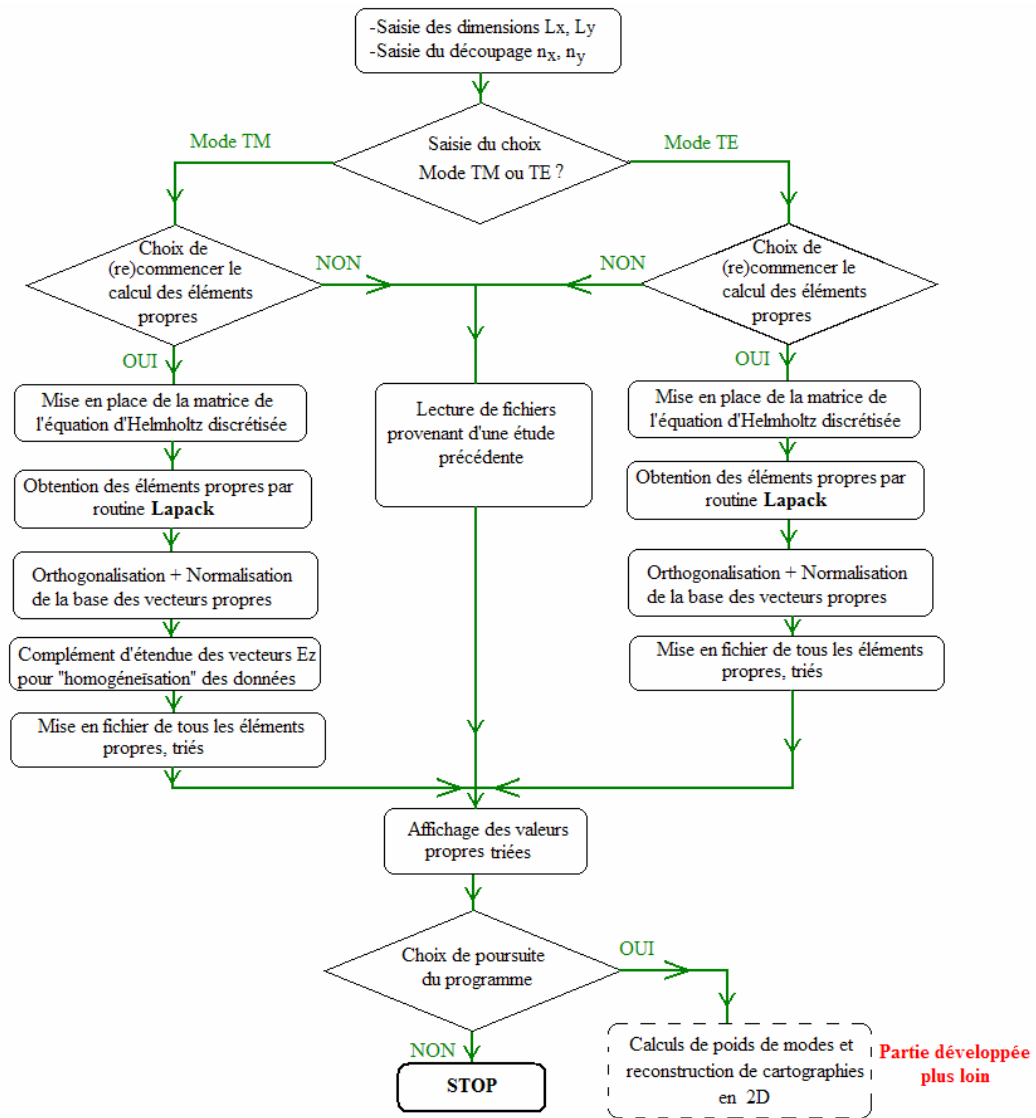 -Saisie des dimensions Lx, Ly
-Saisie du découpage nx, ny
Saisie du choix
Mode TM ou TE ?
Mode TM
Mode TE
Choix de
(re)commencer le
calcul des éléments
propres
NON
NON
Choix de
(re)commencer le
calcul des éléments
propres
OUI
OUI
Mise en place de la matrice de
l'équation d'Helmholtz discrétisée
Obtention des éléments propres par
routine Lapack
Orthogonalisation + Normalisation
de la base des vecteurs propres
Complément d'étendue des vecteurs Ez
pour "homogéneïsation" des données
Mise en fichier de tous les éléments
propres, triés
Lecture de fichiers
provenant d'une étude
précédente
Mise en place de la matrice de
l'équation d'Helmholtz discrétisée
Obtention des éléments propres par
routine Lapack
Orthogonalisation + Normalisation
de la base des vecteurs propres
Mise en fichier de tous les éléments
propres, triés
Affichage des valeurs
propres triées
Choix de poursuite
du programme
OUI
NON
STOP
Calculs de poids de modes et
reconstruction de cartographies
en 2D
Partie développée
plus loin